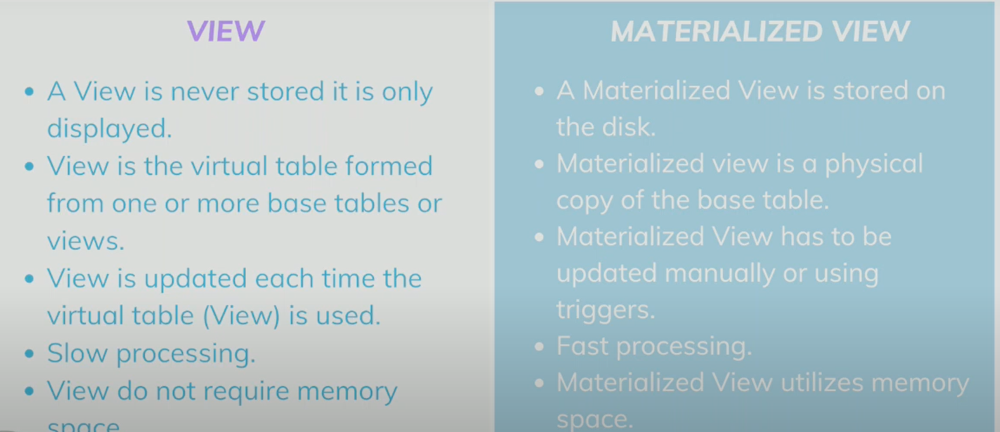 VIEW
• A View is never stored it is only
displayed.
• View is the virtual table formed
from one or more base tables or
views.
• View is updated each time the
virtual table (View) is used.
• Slow processing.
• View do not require memory
space.
MATERIALIZED VIEW
• A Materialized View is stored on
the disk.
• Materialized view is a physical
copy of the base table.
• Materialized View has to be
updated manually or using
triggers.
• Fast processing.
• Materialized View utilizes memory
space.